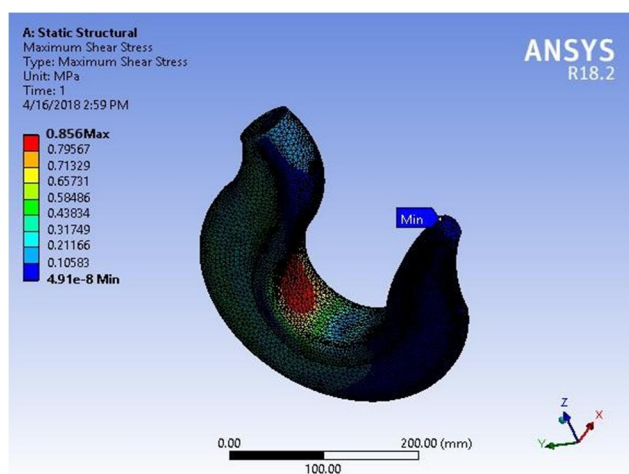 A: Static Structural
Maximum Shear Stress
Type: Maximum Shear Stress
Unit: MPa
Time: 1
4/16/2018 2:59 PM
ANSYS
R18.2
0.856Max
0.79567
0.71329
0.65731
0.58486
0.43834
0.31749
0.21166
0.10583
4.91e-8 Min
Min
0.00
200.00 (mm)
100.00
Z
X
Y